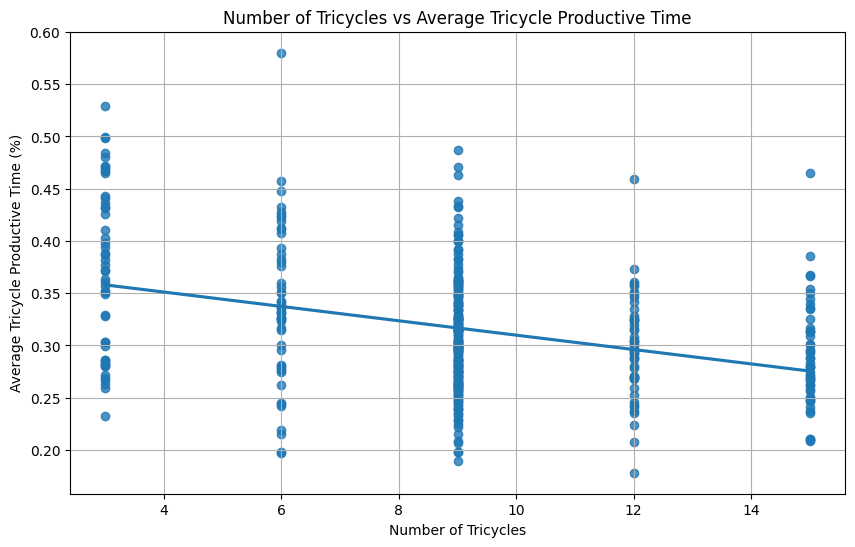 Number of Tricycles vs Average Tricycle Productive Time
Average Tricycle Productive Time (%)
0.60
0.55
0.50
0.45
0.40
0.35
0.30
0.25
0.20
4 6 8 10 12 14
Number of Tricycles